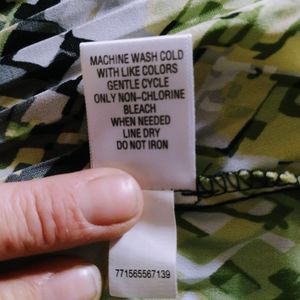 MACHINE WASH COLD
WITH LIKE COLORS
GENTLE CYCLE
ONLY NON-CHLORINE
BLEACH
WHEN NEEDED
LINE DRY
DO NOT IRON
771565567139